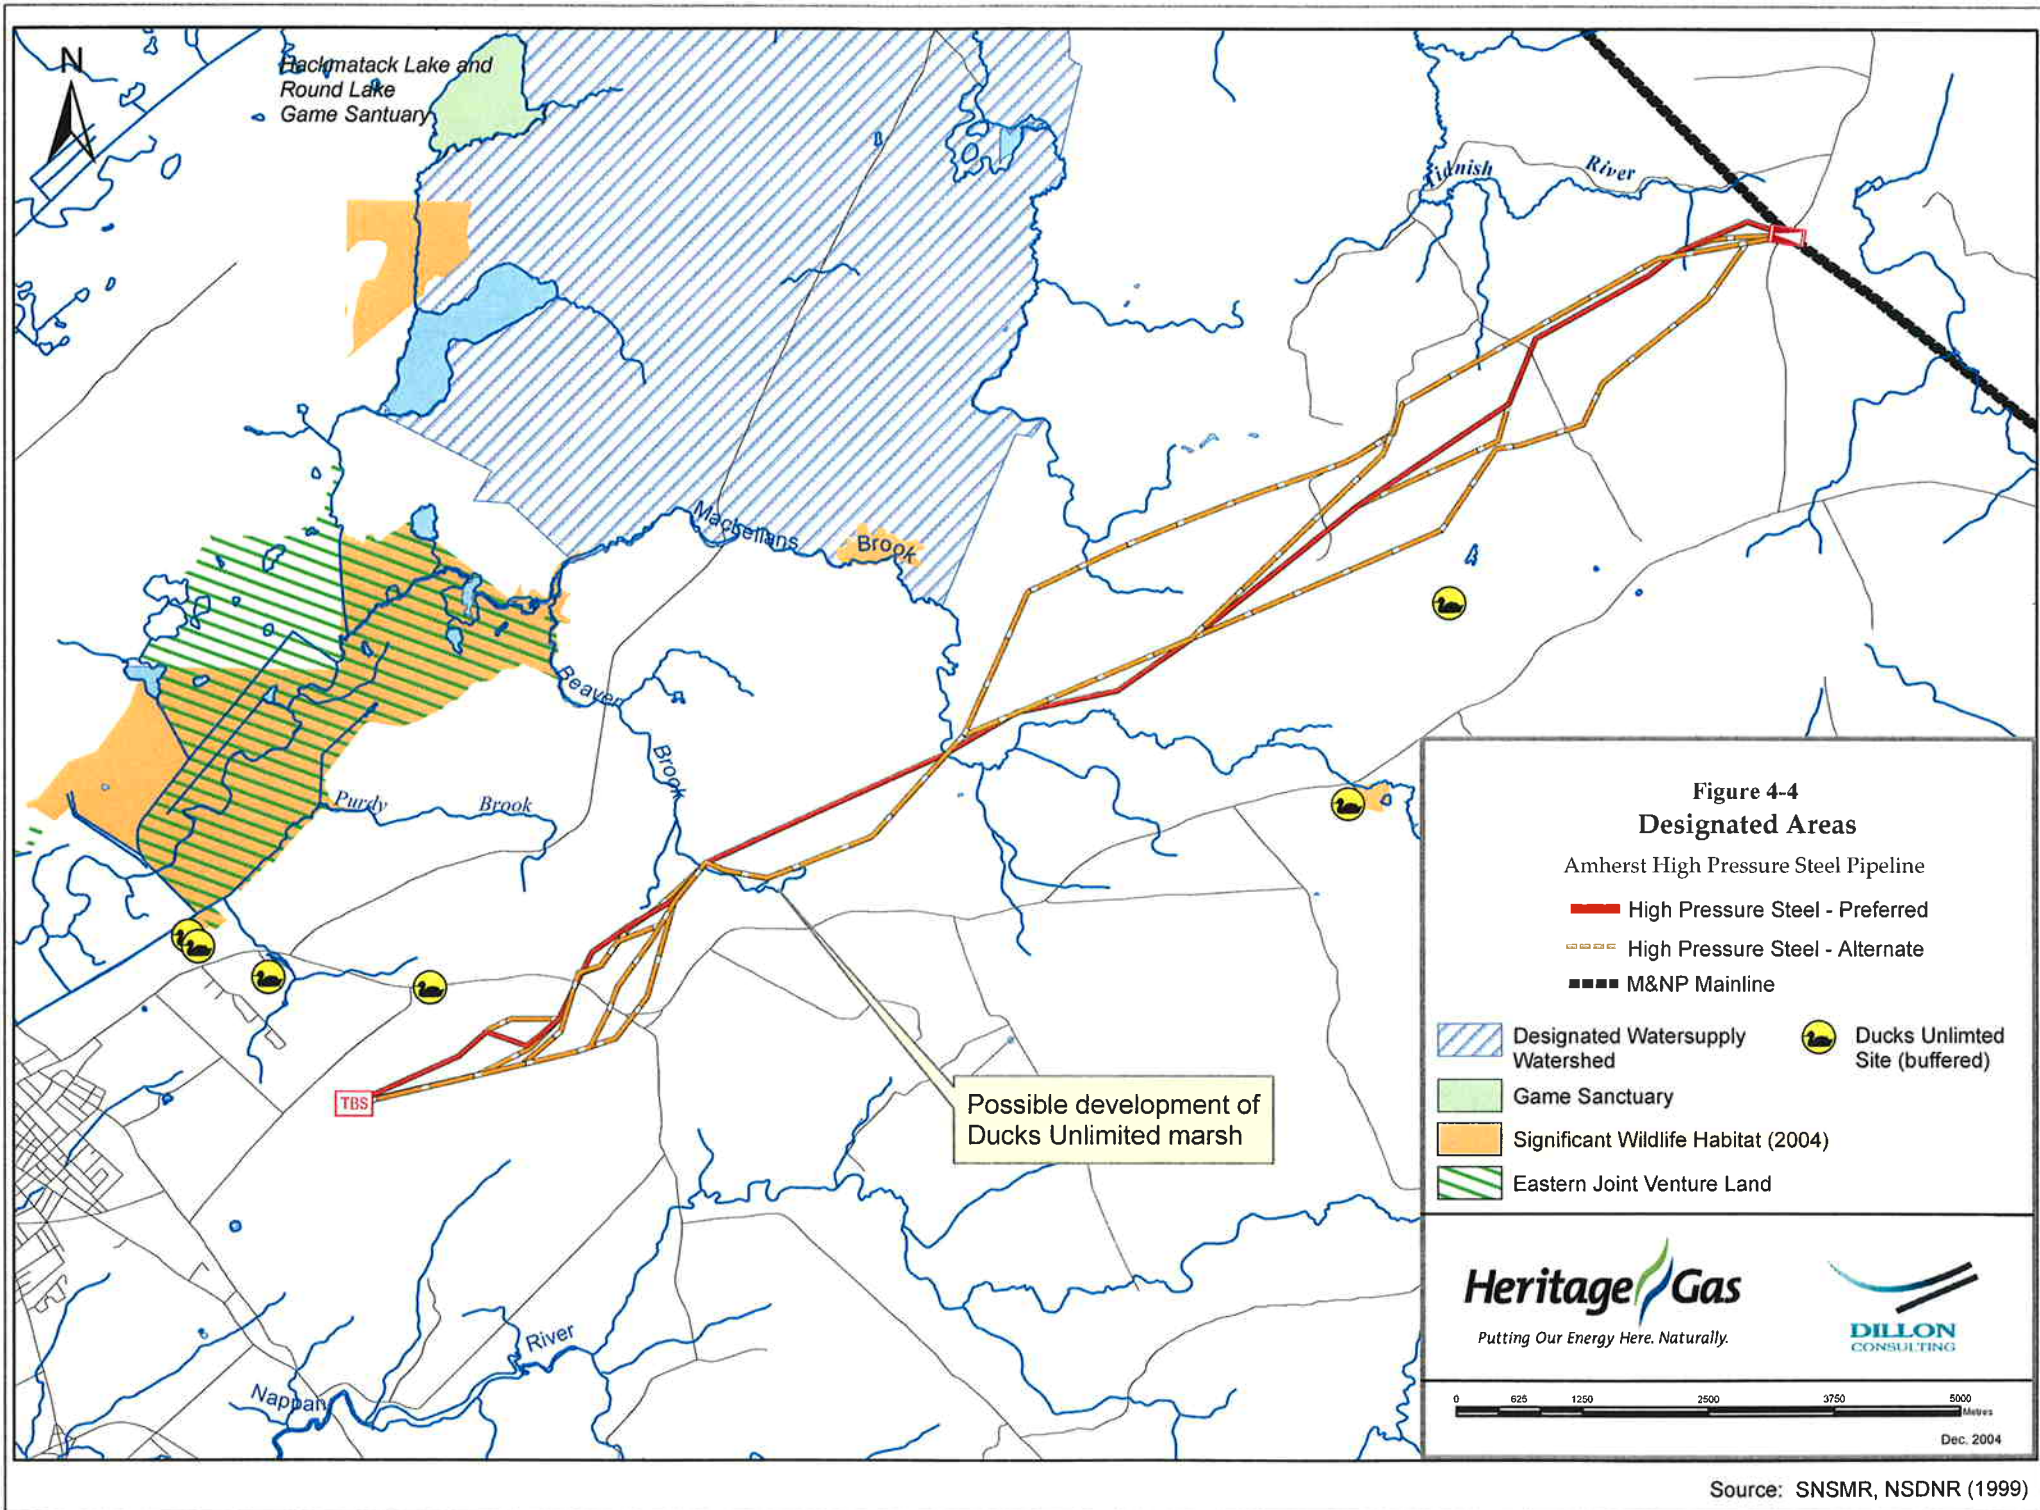 N
Hackmatack Lake and
Round Lake
Game Santuary
Tidnish River
Mackellans Brook
Beaver
Brook
Purdy Brook
TBS
Possible development of
Ducks Unlimited marsh
River
Nappan
Figure 4-4
Designated Areas
Amherst High Pressure Steel Pipeline
High Pressure Steel - Preferred
High Pressure Steel - Alternate
M&NP Mainline
Designated Watersupply
Watershed
Ducks Unlimted
Site (buffered)
Game Sanctuary
Significant Wildlife Habitat (2004)
Eastern Joint Venture Land
Heritage Gas
Putting Our Energy Here. Naturally.
DILLON
CONSULTING
0 625 1250 2500 3750 5000
Metres
Dec. 2004
Source: SNSMR, NSDNR (1999)